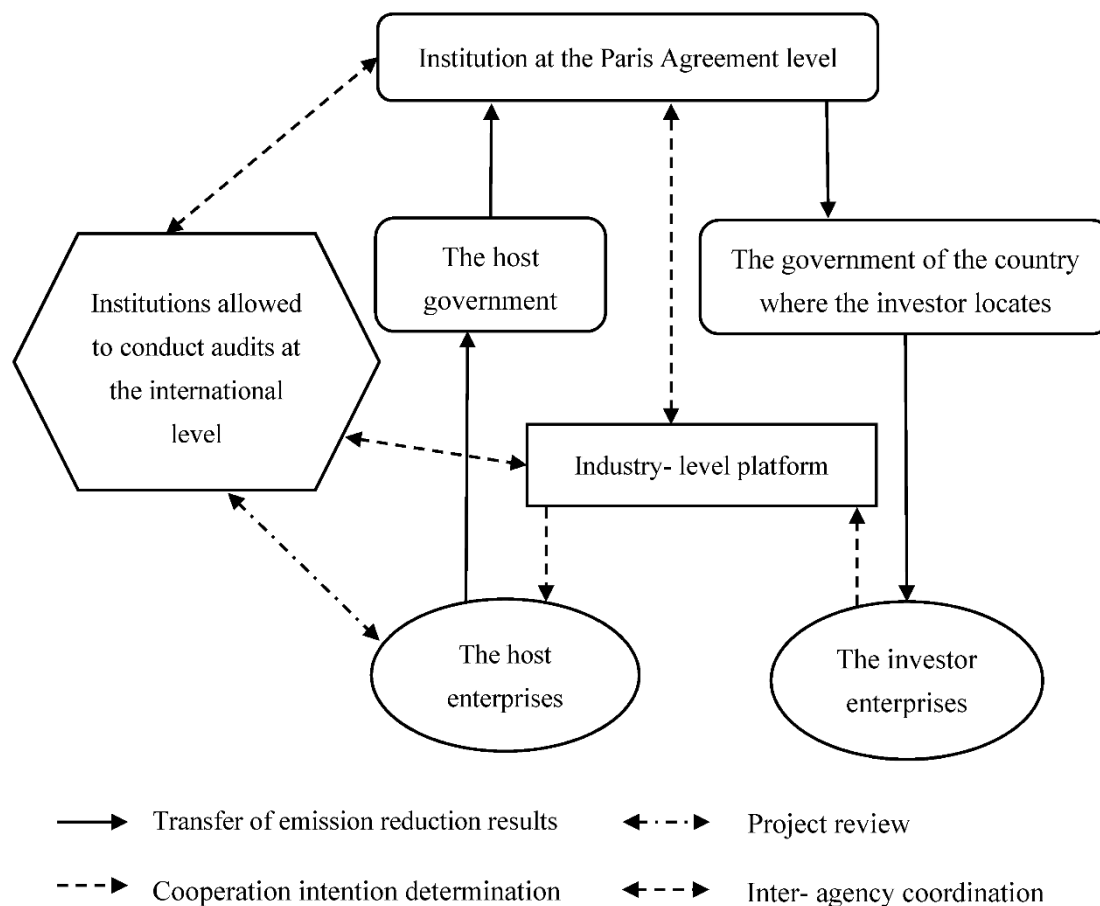 Institution at the Paris Agreement level
The host
government
The government of the country
where the investor locates
Institutions allowed
to conduct audits at
the international
level
Industry- level platform
The host
enterprises
The investor
enterprises
Transfer of emission reduction results
Project review
Cooperation intention determination
Inter- agency coordination